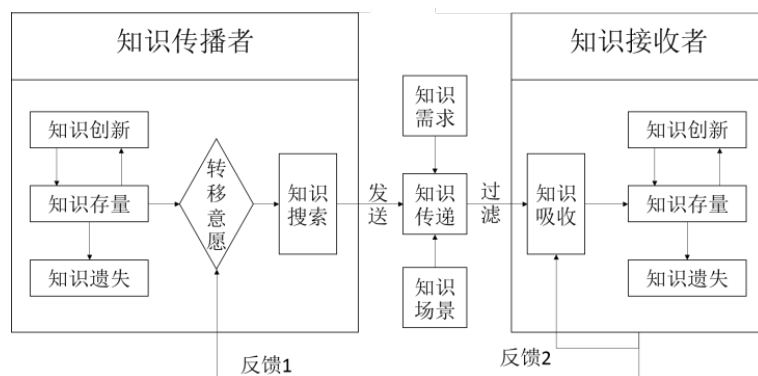 知识传播者
知识接收者
知识创新
知识存量
知识遗失
转移意愿
知识
搜索
发送
知识
需求
知识
传递
知识
场景
过滤
知识
吸收
知识创新
知识存量
知识遗失
反馈1
反馈2